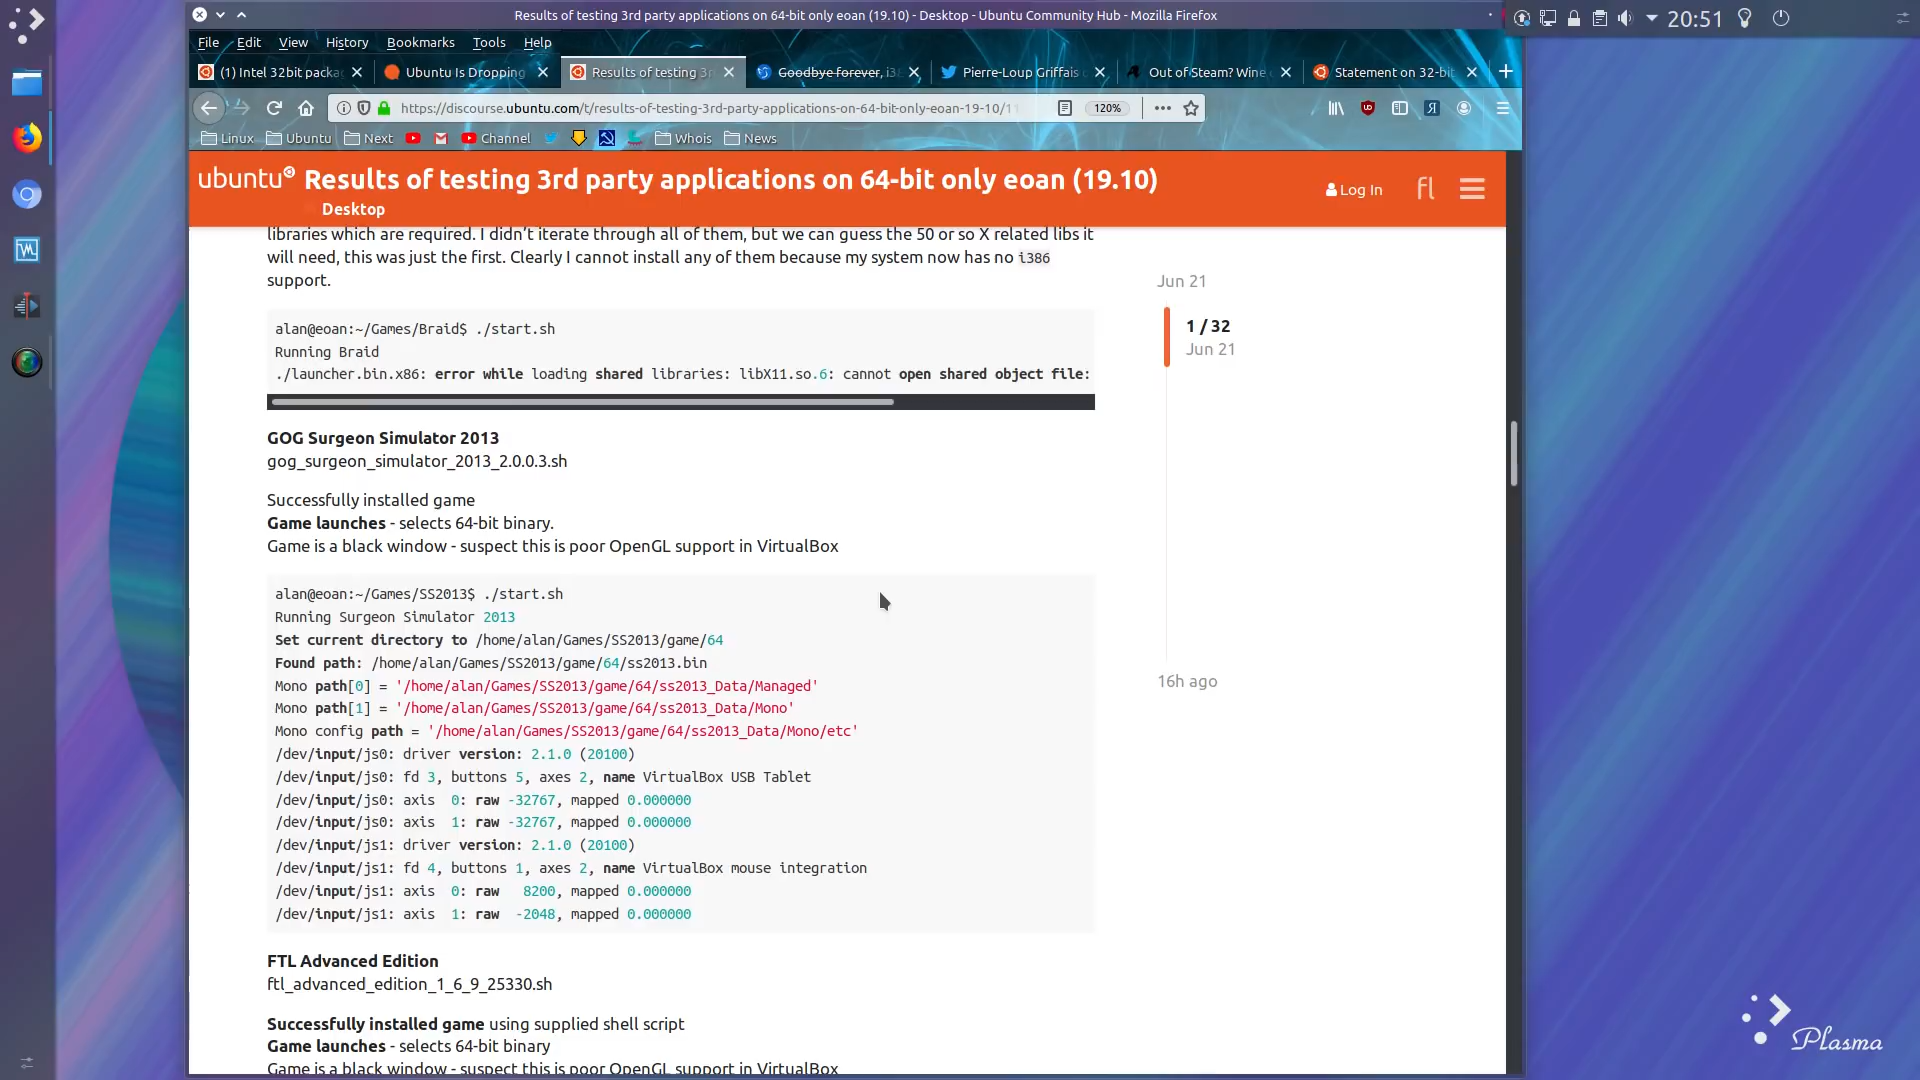 Results of testing 3rd party applications on 64-bit only eoan (19.10) - Desktop - Ubuntu Community Hub - Mozilla Firefox
20:51
File Edit View History Bookmarks Tools Help
(1) Intel 32bit packa
Ubuntu Is Dropping
Results of testing 3r
Goodbye forever, i38
Pierre-Loup Griffais
Out of Steam? Wine
Statement on 32-bit
https://discourse.ubuntu.com/t/results-of-testing-3rd-party-applications-on-64-bit-only-eoan-19-10/11
120%
Linux Ubuntu Next Channel Whois News
ubuntu Results of testing 3rd party applications on 64-bit only eoan (19.10)
Desktop
Log In
libraries which are required. I didn’t iterate through all of them, but we can guess the 50 or so X related libs it
will need, this was just the first. Clearly I cannot install any of them because my system now has no i386
support.
alan@eoan:~/Games/Braid$ ./start.sh
Running Braid
./launcher.bin.x86: error while loading shared libraries: libX11.so.6: cannot open shared object file:
GOG Surgeon Simulator 2013
gog_surgeon_simulator_2013_2.0.0.3.sh
Successfully installed game
Game launches - selects 64-bit binary.
Game is a black window - suspect this is poor OpenGL support in VirtualBox
alan@eoan:~/Games/SS2013$ ./start.sh
Running Surgeon Simulator 2013
Set current directory to /home/alan/Games/SS2013/game/64
Found path: /home/alan/Games/SS2013/game/64/ss2013.bin
Mono path[0] = '/home/alan/Games/SS2013/game/64/ss2013_Data/Managed'
Mono path[1] = '/home/alan/Games/SS2013/game/64/ss2013_Data/Mono'
Mono config path = '/home/alan/Games/SS2013/game/64/ss2013_Data/Mono/etc'
/dev/input/js0: driver version: 2.1.0 (20100)
/dev/input/js0: fd 3, buttons 5, axes 2, name VirtualBox USB Tablet
/dev/input/js0: axis 0: raw -32767, mapped 0.000000
/dev/input/js0: axis 1: raw -32767, mapped 0.000000
/dev/input/js1: driver version: 2.1.0 (20100)
/dev/input/js1: fd 4, buttons 1, axes 2, name VirtualBox mouse integration
/dev/input/js1: axis 0: raw 8200, mapped 0.000000
/dev/input/js1: axis 1: raw -2048, mapped 0.000000
FTL Advanced Edition
ftl_advanced_edition_1_6_9_25330.sh
Successfully installed game using supplied shell script
Game launches - selects 64-bit binary
Game is a black window - suspect this is poor OpenGL support in VirtualBox
Jun 21
1 / 32
Jun 21
16h ago
Plasma